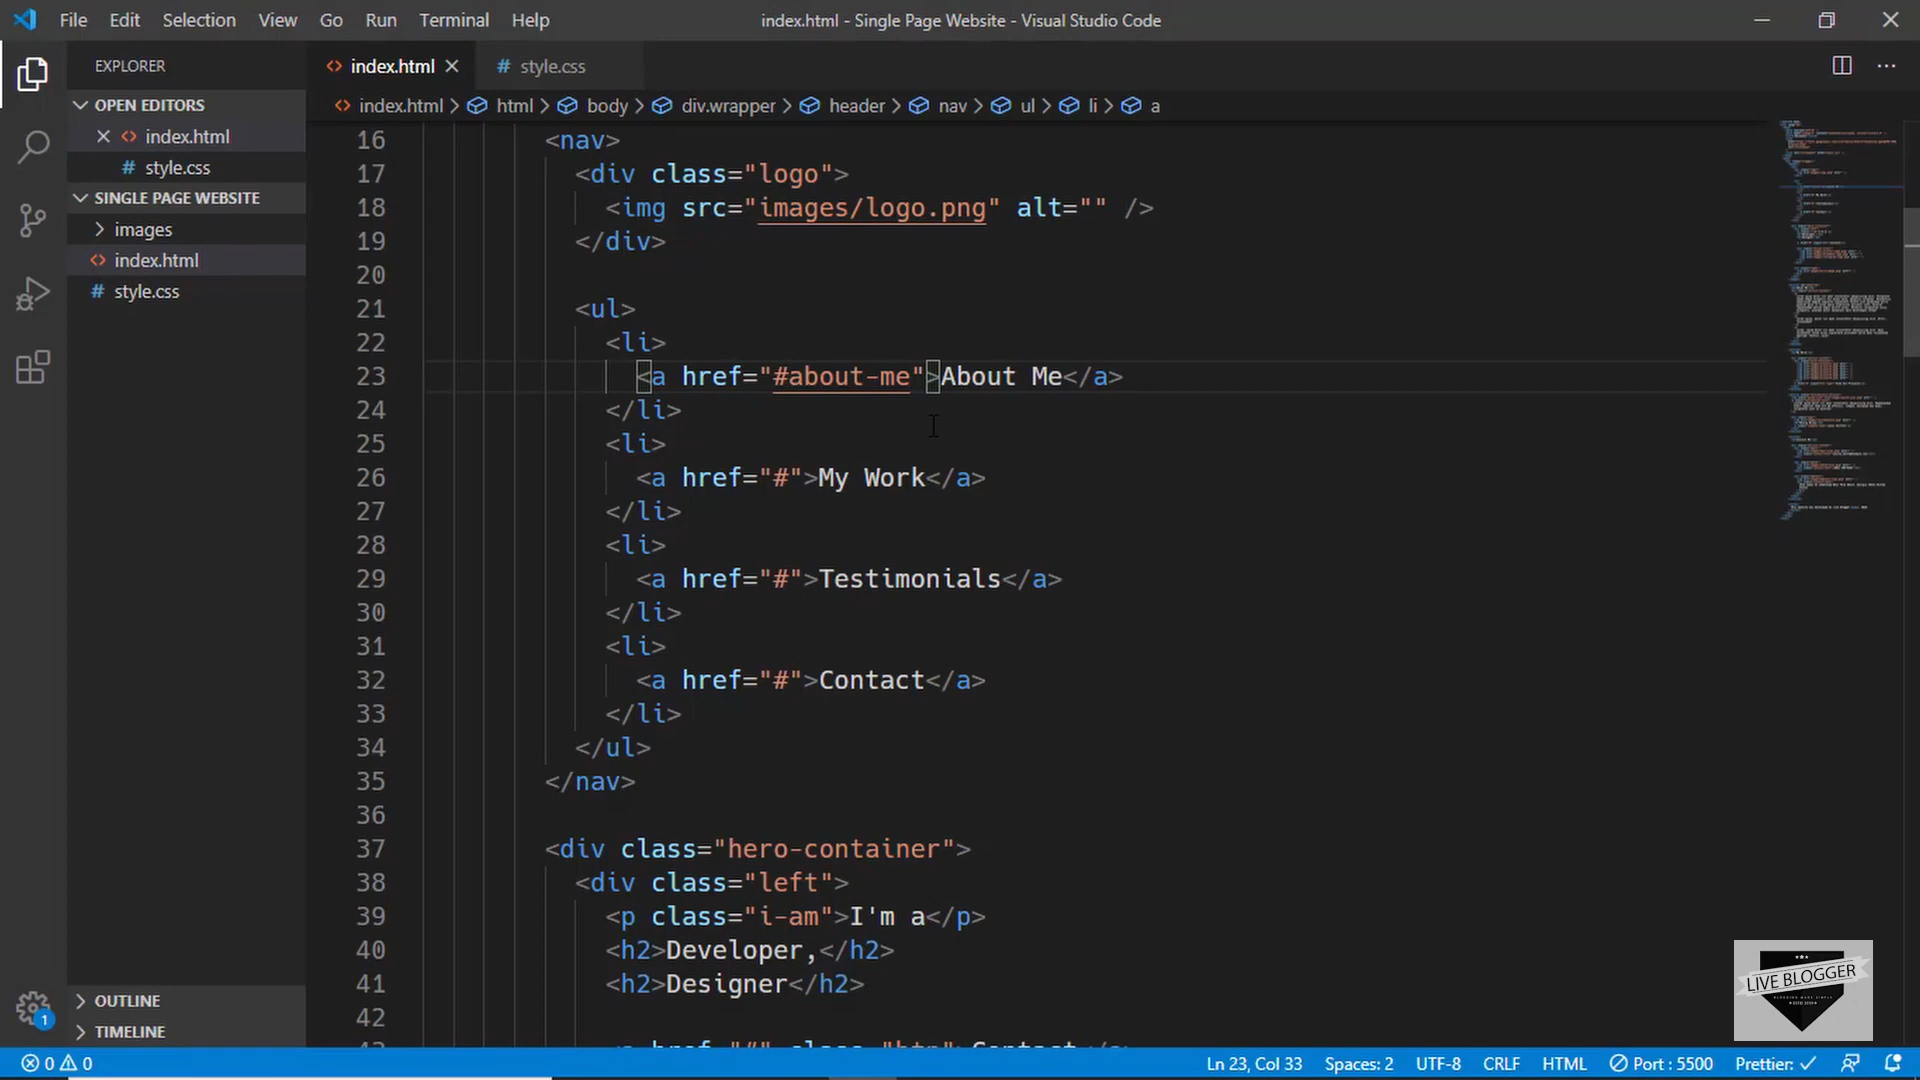 File Edit Selection View Go Run Terminal Help
index.html - Single Page Website - Visual Studio Code
EXPLORER
index.html
style.css
OPEN EDITORS
index.html
style.css
SINGLE PAGE WEBSITE
images
index.html
style.css
OUTLINE
TIMELINE
index.html > html > body > div.wrapper > header > nav > ul > li > a
16 <nav>
17 <div class="logo">
18 <img src="images/logo.png" alt="" />
19 </div>
20
21 <ul>
22 <li>
23 <a href="#about-me">About Me</a>
24 </li>
25 <li>
26 <a href="#">My Work</a>
27 </li>
28 <li>
29 <a href="#">Testimonials</a>
30 </li>
31 <li>
32 <a href="#">Contact</a>
33 </li>
34 </ul>
35 </nav>
36
37 <div class="hero-container">
38 <div class="left">
39 <p class="i-am">I'm a</p>
40 <h2>Developer,</h2>
41 <h2>Designer</h2>
42
LIVE BLOGGER
BLOGGING MADE SIMPLE
1
0 0
Ln 23, Col 33
Spaces: 2
UTF-8
CRLF
HTML
Port : 5500
Prettier: ✓